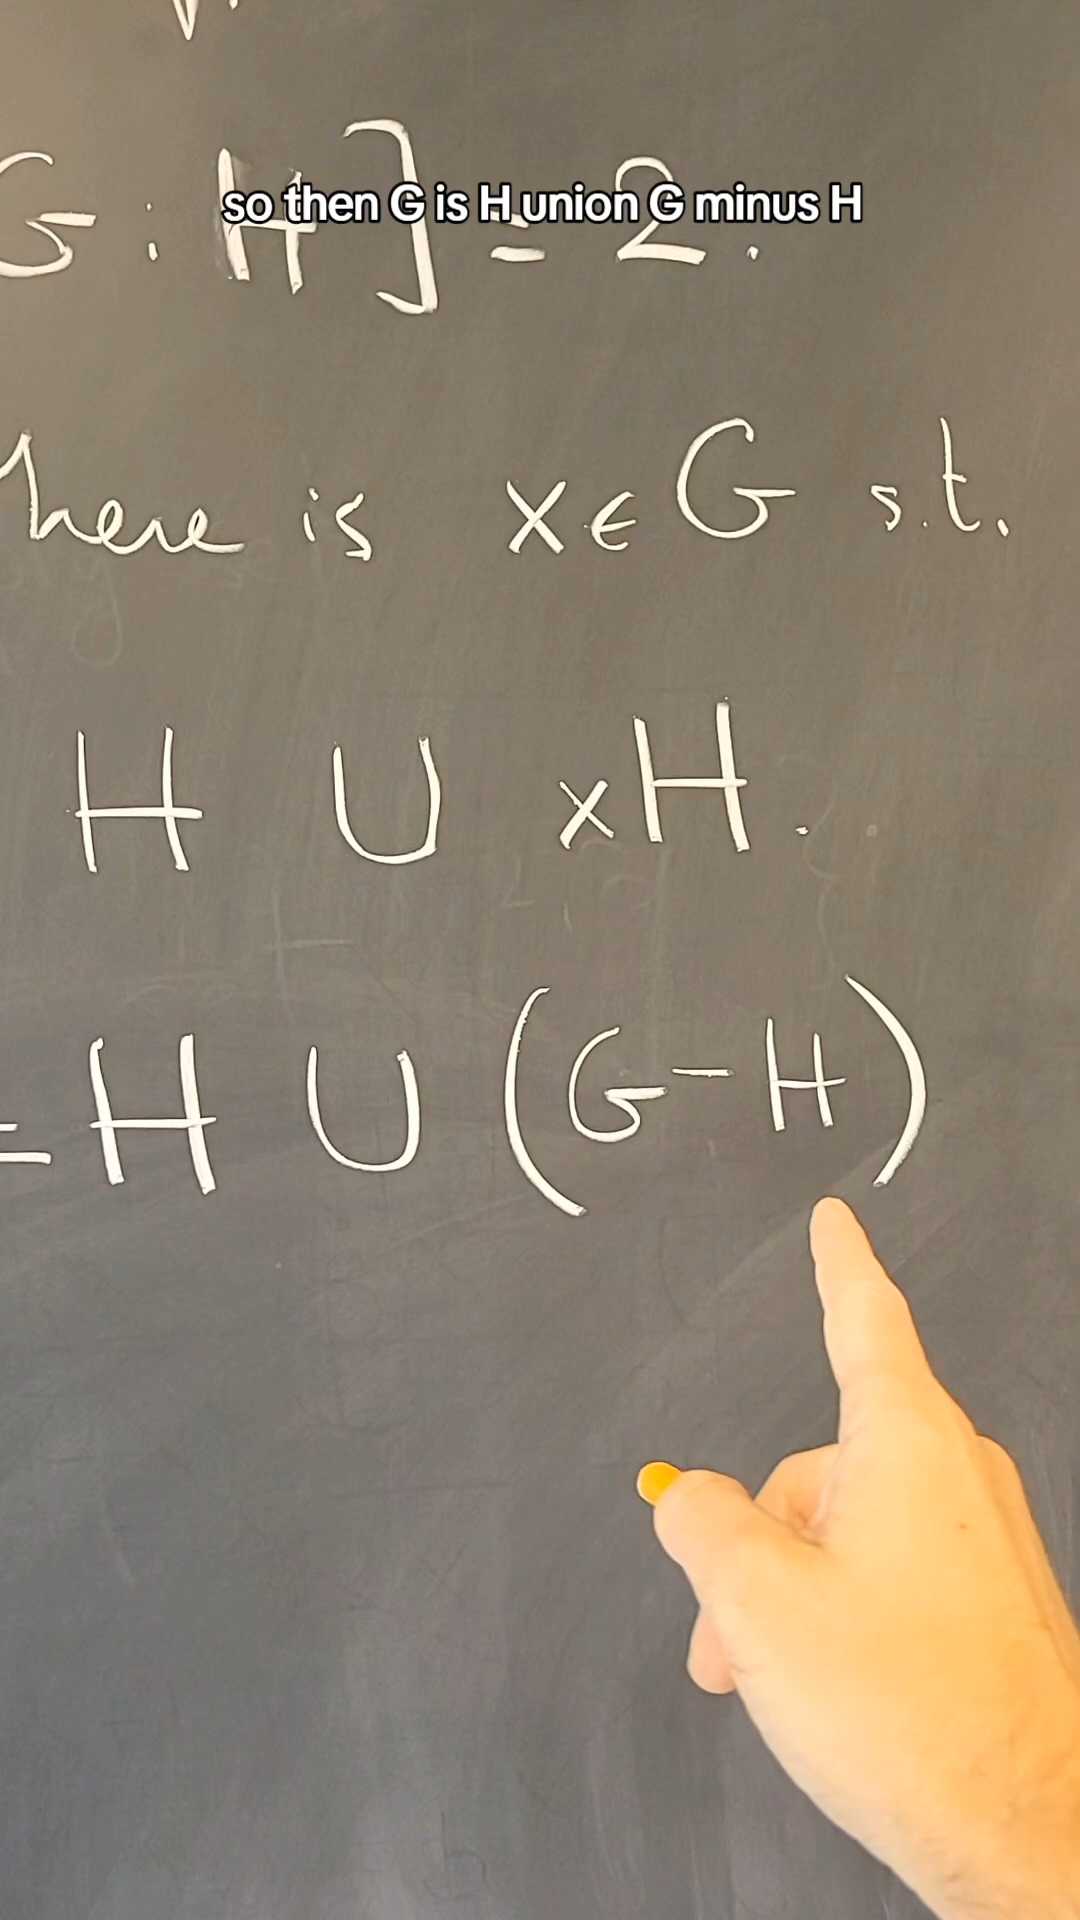 G : H ] = 2 .
so then G is H union G minus H
here is x ∈ G s.t.
H ∪ xH .
= H ∪ (G - H)